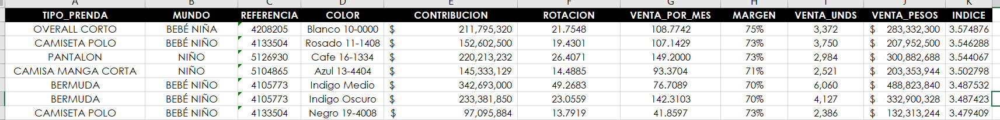 A B C D E F G H I J K
TIPO_PRENDA MUNDO REFERENCIA COLOR CONTRIBUCION ROTACION VENTA_POR_MES MARGEN VENTA_UNDS VENTA_PESOS INDICE
OVERALL CORTO BEBÉ NIÑA 4208205 Blanco 10-0000 $ 211,795,320 21.7548 108.7742 75% 3,372 $ 283,332,300 3.574876
CAMISETA POLO BEBÉ NIÑO 4133504 Rosado 11-1408 $ 152,602,500 19.4301 107.1429 73% 3,750 $ 207,952,500 3.546288
PANTALON NIÑO 5126930 Cafe 16-1334 $ 220,213,232 26.4071 149.2000 73% 2,984 $ 300,882,688 3.544067
CAMISA MANGA CORTA NIÑO 5104865 Azul 13-4404 $ 145,333,129 14.4885 93.3704 71% 2,521 $ 203,353,944 3.502798
BERMUDA BEBÉ NIÑO 4105773 Indigo Medio $ 342,693,000 49.2683 76.7089 70% 6,060 $ 488,823,840 3.487532
BERMUDA BEBÉ NIÑO 4105773 Indigo Oscuro $ 233,381,850 23.0559 142.3103 70% 4,127 $ 332,900,328 3.487423
CAMISETA POLO BEBÉ NIÑO 4133504 Negro 19-4008 $ 97,095,884 13.7919 41.8597 73% 2,386 $ 132,313,244 3.479409